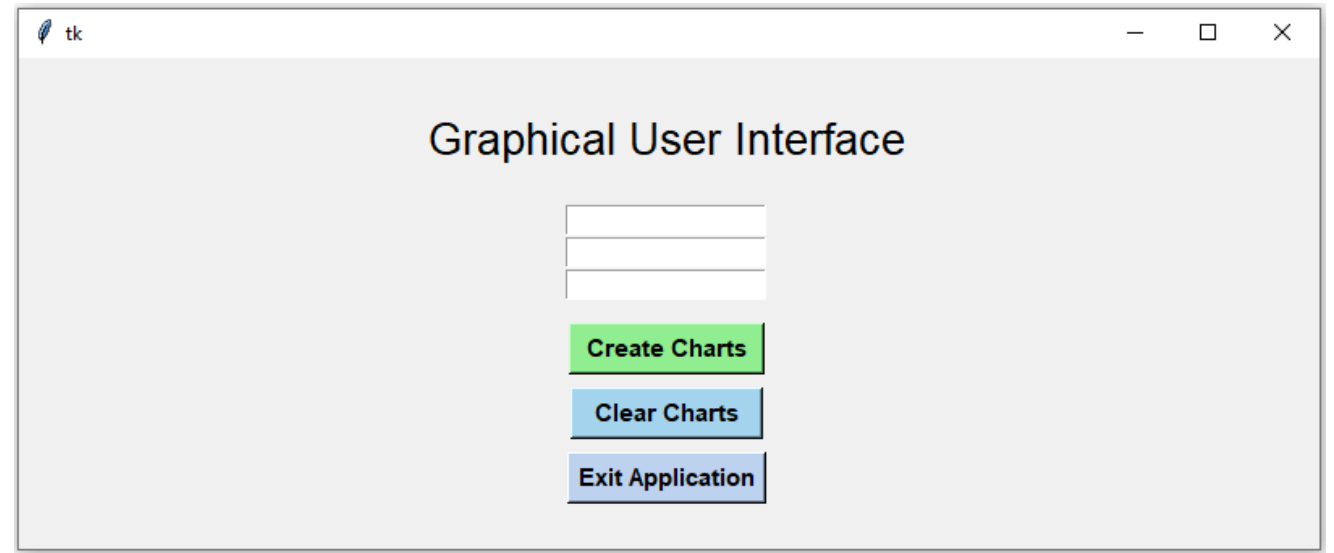 tk
Graphical User Interface
Create Charts
Clear Charts
Exit Application